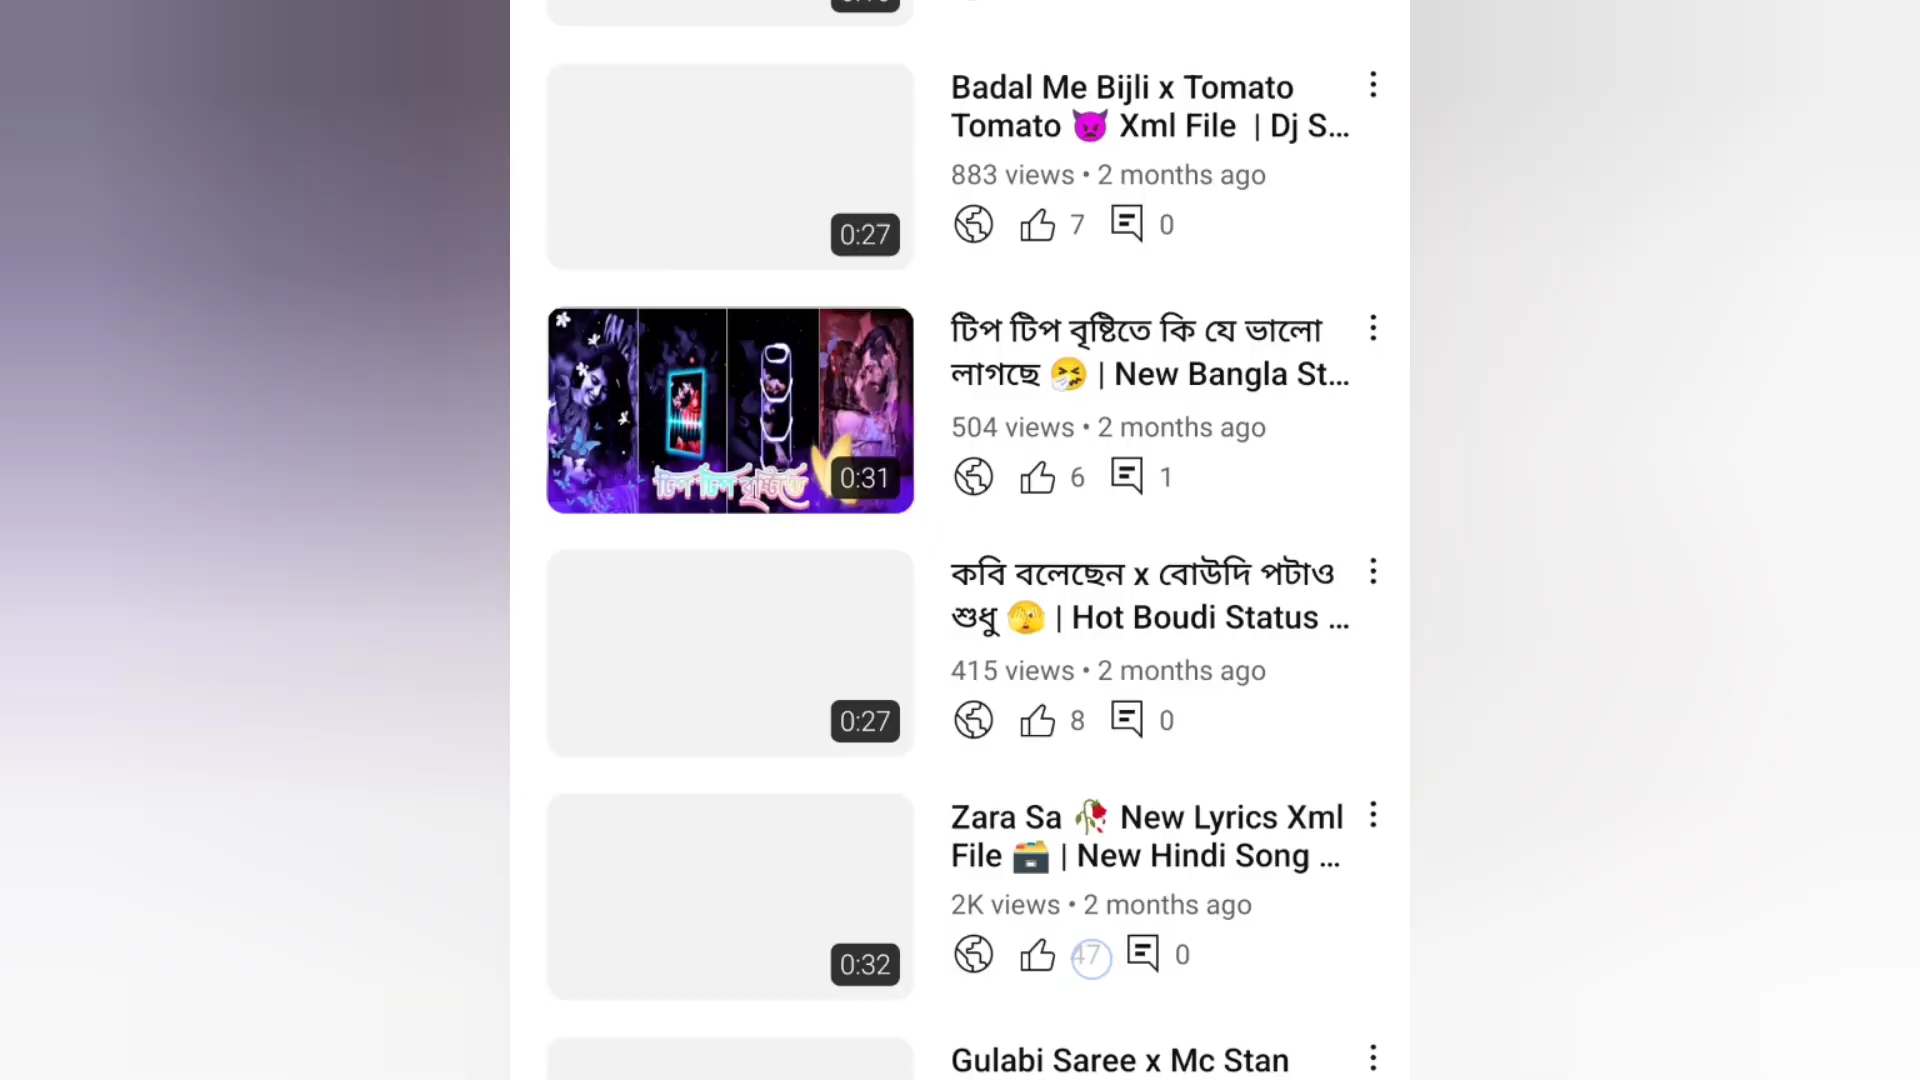 Badal Me Bijli x Tomato
Tomato 👿 Xml File | Dj S...
883 views • 2 months ago
7 0
0:27
টিপ টিপ বৃষ্টিতে কি যে ভালো
লাগছে 🤧 | New Bangla St...
504 views • 2 months ago
6 1
টিপ টিপ বৃষ্টিতে
0:31
কবি বলেছেন x বোউদি পটাও
শুধু 🫣 | Hot Boudi Status ...
415 views • 2 months ago
8 0
0:27
Zara Sa 🥀 New Lyrics Xml
File 🗃️ | New Hindi Song ...
2K views • 2 months ago
47 0
0:32
Gulabi Saree x Mc Stan